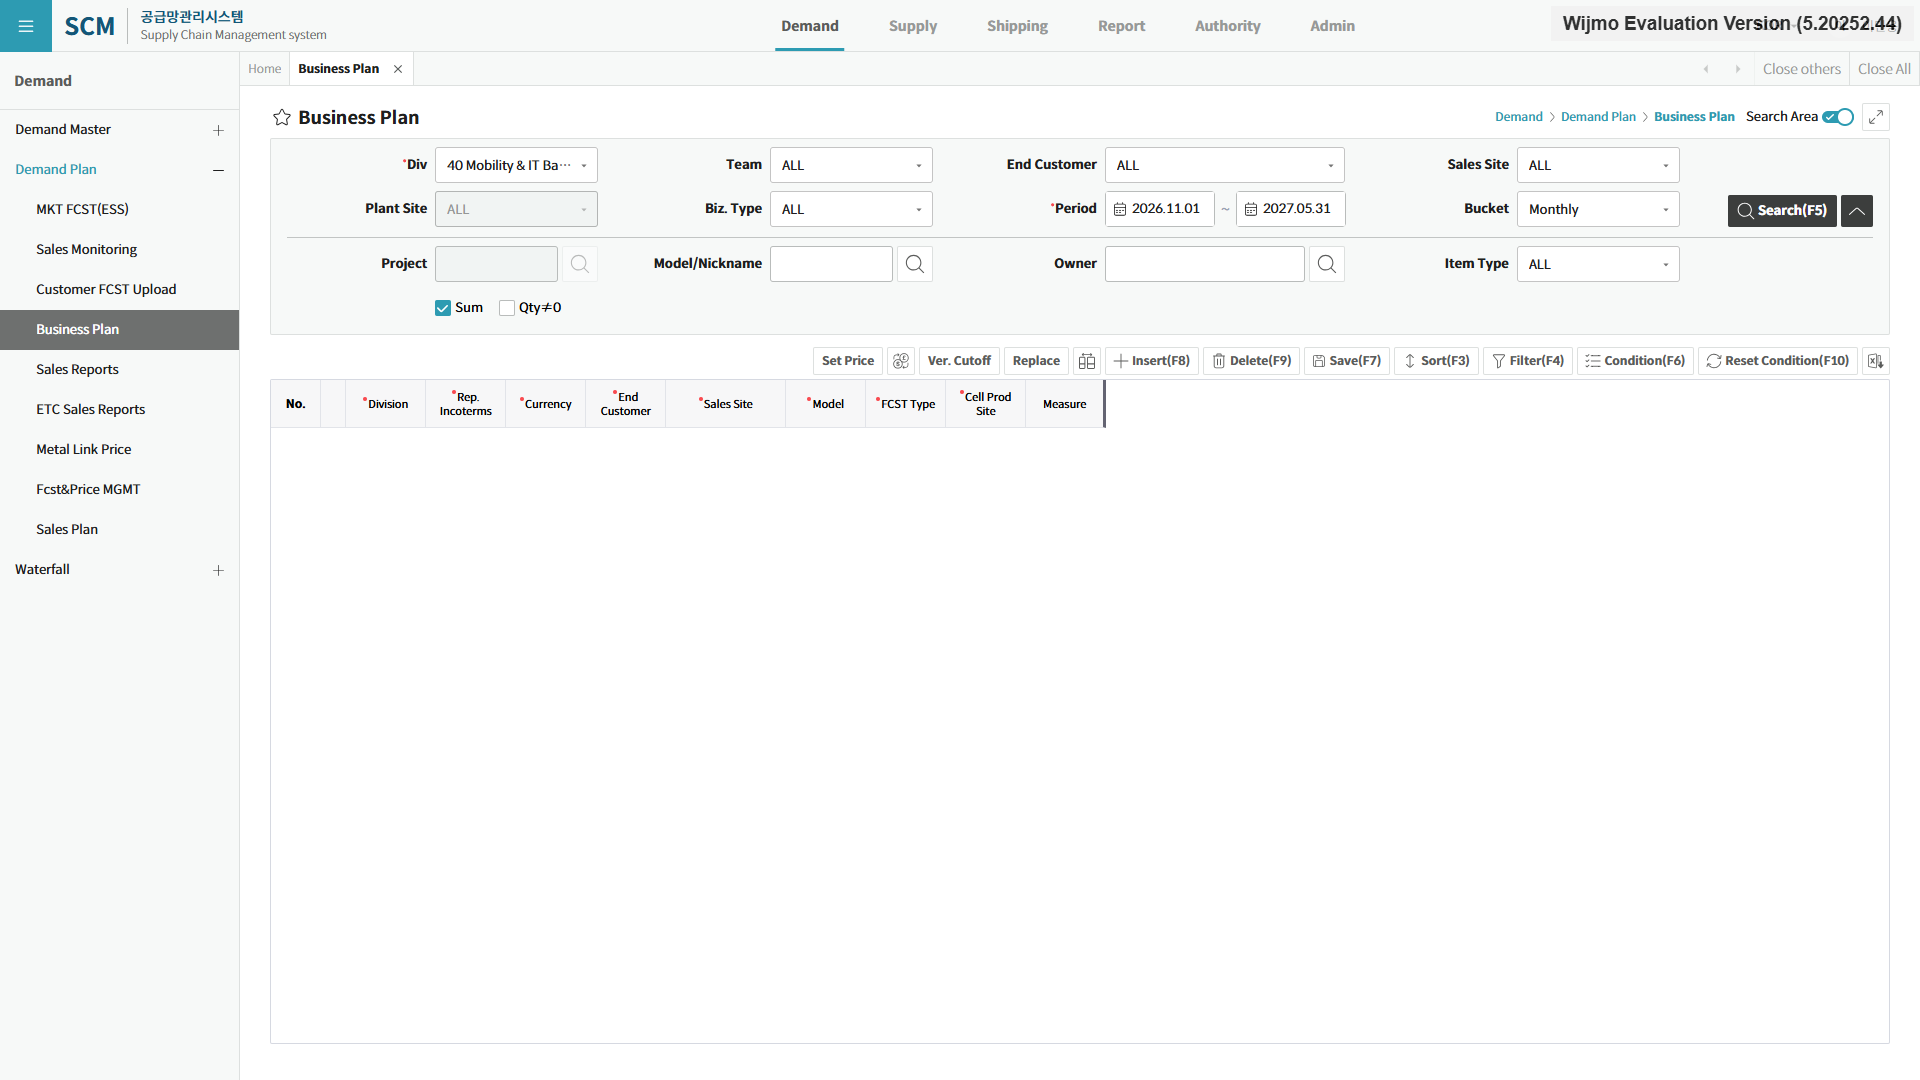 SCM 공급망관리시스템
Supply Chain Management system
Demand Supply Shipping Report Authority Admin
Wijmo Evaluation Version (5.20252.44)
Demand
Home Business Plan
Close others Close All
Demand Master
Demand Plan
MKT FCST(ESS)
Sales Monitoring
Customer FCST Upload
Business Plan
Sales Reports
ETC Sales Reports
Metal Link Price
Fcst&Price MGMT
Sales Plan
Waterfall
Business Plan
Demand > Demand Plan > Business Plan Search Area
*Div 40 Mobility & IT Ba··· Team ALL End Customer ALL Sales Site ALL
Plant Site ALL Biz. Type ALL *Period 2026.11.01 ~ 2027.05.31 Bucket Monthly Search(F5)
Project Model/Nickname Owner Item Type ALL
Sum Qty≠0
Set Price Ver. Cutoff Replace Insert(F8) Delete(F9) Save(F7) Sort(F3) Filter(F4) Condition(F6) Reset Condition(F10)
No. *Division *Rep. Incoterms *Currency *End Customer *Sales Site *Model *FCST Type *Cell Prod Site Measure